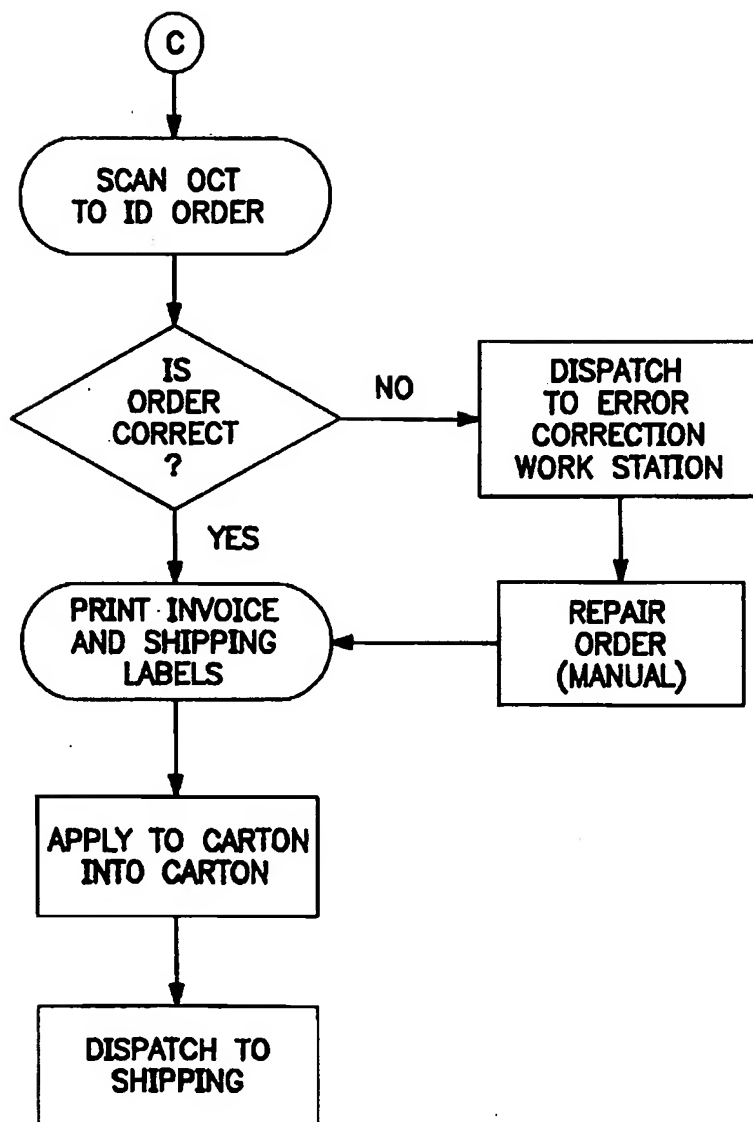 C
SCAN OCT
TO ID ORDER
IS
ORDER
CORRECT
?
NO
DISPATCH
TO ERROR
CORRECTION
WORK STATION
YES
PRINT INVOICE
AND SHIPPING
LABELS
REPAIR
ORDER
(MANUAL)
APPLY TO CARTON
INTO CARTON
DISPATCH TO
SHIPPING